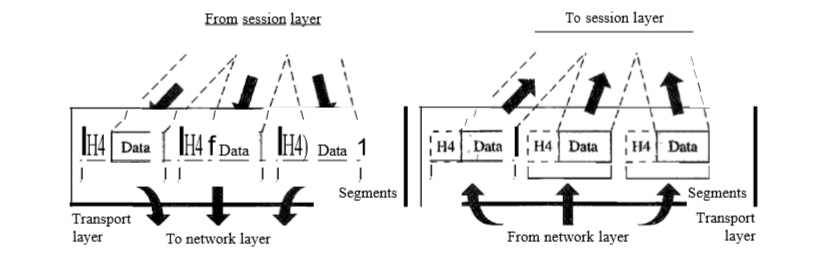 From session layer
To session layer
H4 Data H4 f Data H4) Data 1
H4 Data H4 Data H4 Data
Segments
Segments
Transport
layer
To network layer
From network layer
Transport
layer